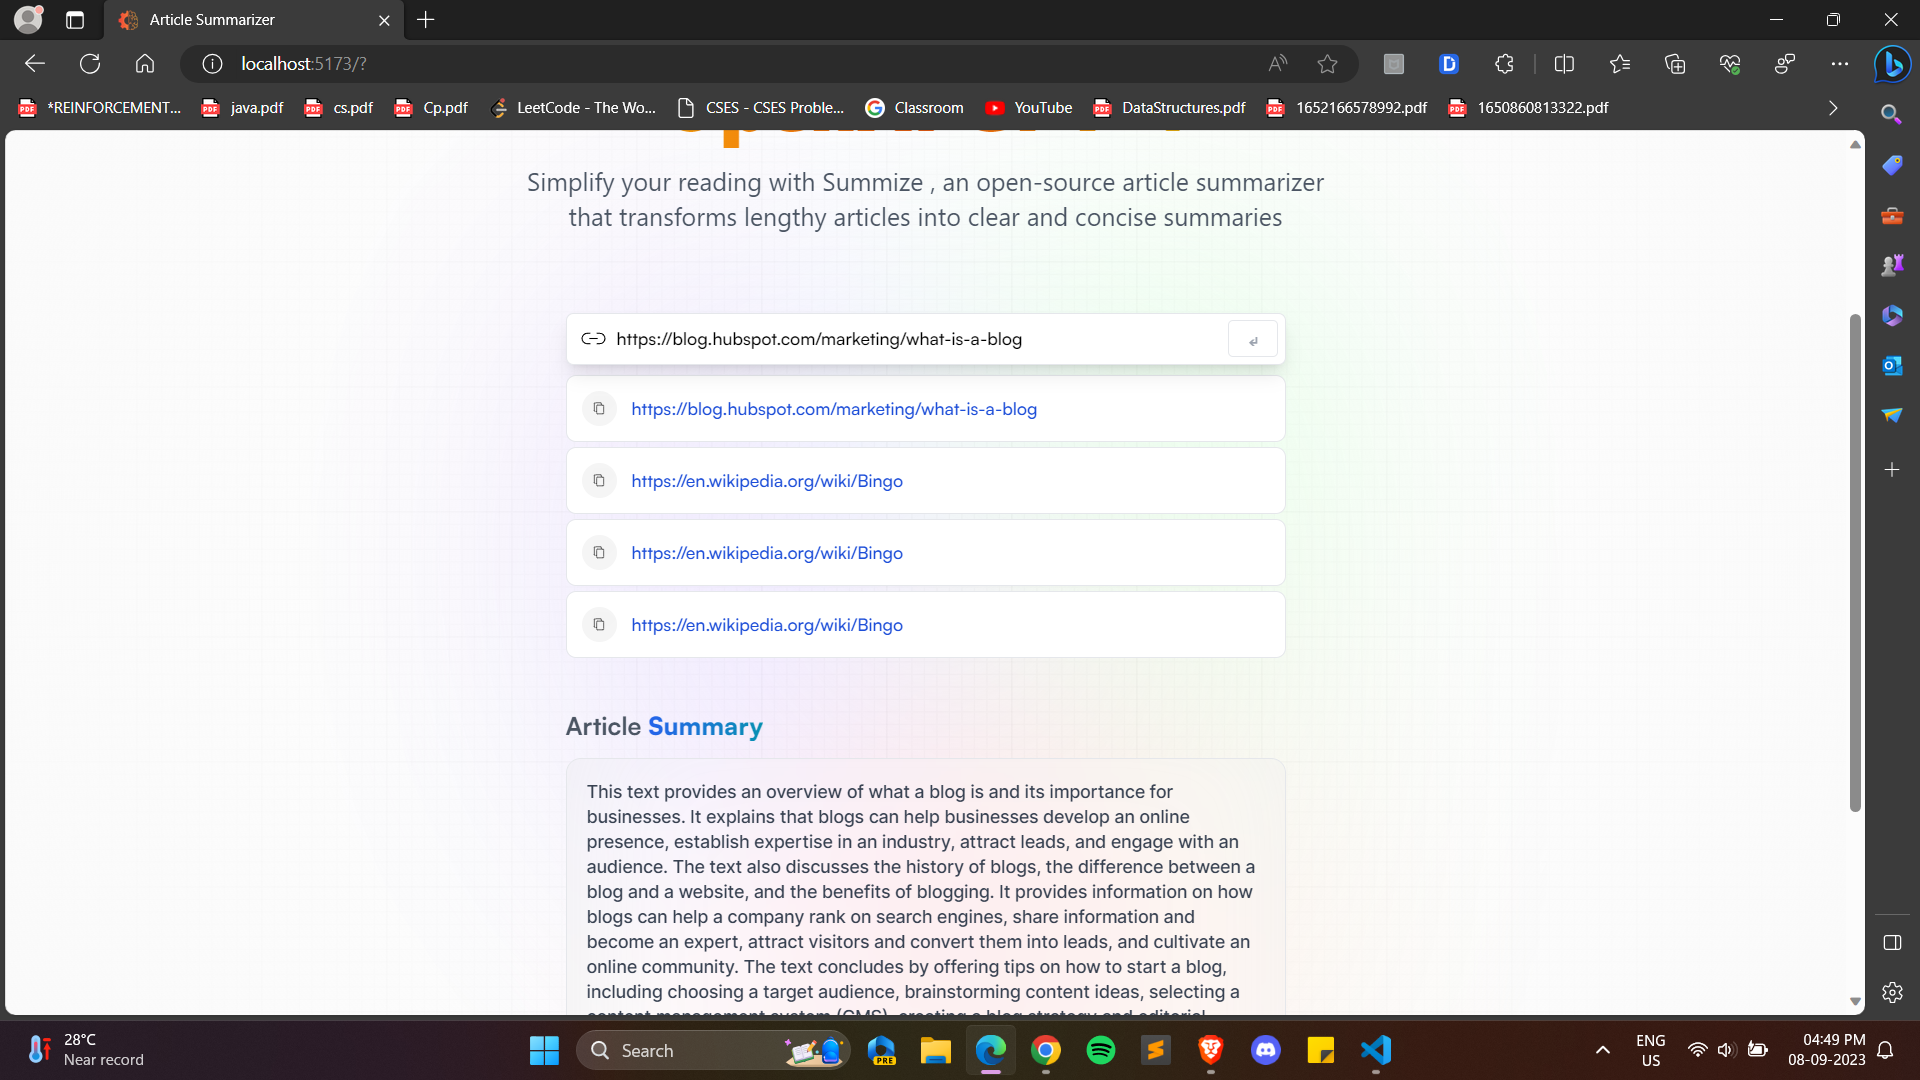 Article Summarizer
localhost:5173/?
*REINFORCEMENT...
java.pdf
cs.pdf
Cp.pdf
LeetCode - The Wo...
CSES - CSES Proble...
Classroom
YouTube
DataStructures.pdf
1652166578992.pdf
1650860813322.pdf
Simplify your reading with Summize , an open-source article summarizer
that transforms lengthy articles into clear and concise summaries
https://blog.hubspot.com/marketing/what-is-a-blog
https://blog.hubspot.com/marketing/what-is-a-blog
https://en.wikipedia.org/wiki/Bingo
https://en.wikipedia.org/wiki/Bingo
https://en.wikipedia.org/wiki/Bingo
Article Summary
This text provides an overview of what a blog is and its importance for
businesses. It explains that blogs can help businesses develop an online
presence, establish expertise in an industry, attract leads, and engage with an
audience. The text also discusses the history of blogs, the difference between a
blog and a website, and the benefits of blogging. It provides information on how
blogs can help a company rank on search engines, share information and
become an expert, attract visitors and convert them into leads, and cultivate an
online community. The text concludes by offering tips on how to start a blog,
including choosing a target audience, brainstorming content ideas, selecting a
content management system (CMS), creating a blog strategy and editorial
28°C
Near record
Search
PRE
ENG
US
04:49 PM
08-09-2023